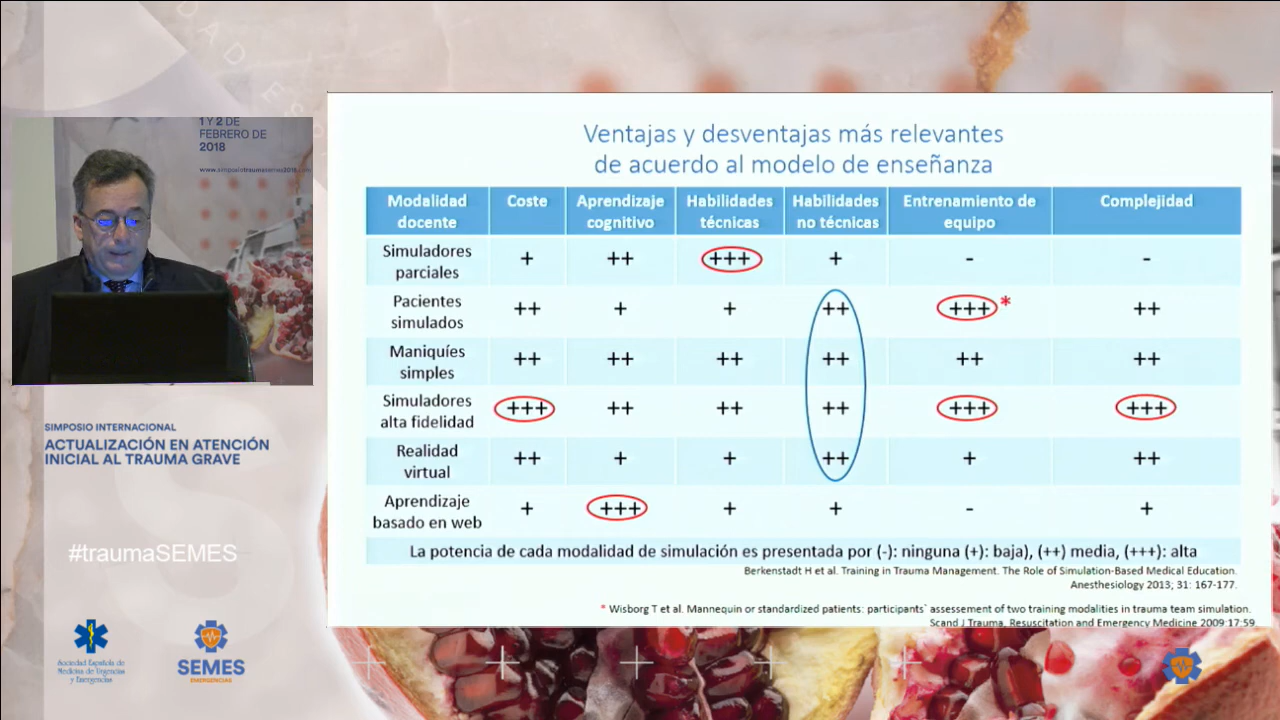 DAD ES
1 Y 2 DE
FEBRERO DE
2018
www.simposiotraumasemes2018.com
SIMPOSIO INTERNACIONAL
ACTUALIZACIÓN EN ATENCIÓN
INICIAL AL TRAUMA GRAVE
#traumaSEMES
Sociedad Española de
Medicina de Urgencias
y Emergencias
SEMES
EMERGENCIAS
Ventajas y desventajas más relevantes
de acuerdo al modelo de enseñanza
Modalidad docente Coste Aprendizaje cognitivo Habilidades técnicas Habilidades no técnicas Entrenamiento de equipo Complejidad
Simuladores parciales + ++ +++ + - -
Pacientes simulados ++ + + ++ +++ * ++
Maniquíes simples ++ ++ ++ ++ ++ ++
Simuladores alta fidelidad +++ ++ ++ ++ +++ +++
Realidad virtual ++ + + ++ + ++
Aprendizaje basado en web + +++ + + - +
La potencia de cada modalidad de simulación es presentada por (-): ninguna (+): baja), (++) media, (+++): alta
Berkenstadt H et al. Training in Trauma Management. The Role of Simulation-Based Medical Education.
Anesthesiology 2013; 31: 167-177.
* Wisborg T et al. Mannequin or standardized patients: participants` assessement of two training modalities in trauma team simulation.
Scand J Trauma, Resuscitation and Emergency Medicine 2009:17:59.